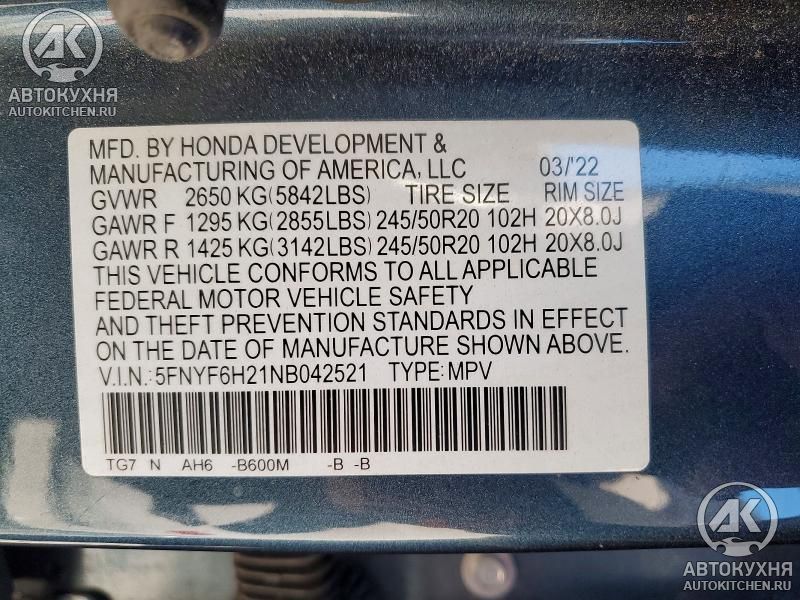 AK
АВТОКУХНЯ
AUTOKITCHEN.RU
MFD. BY HONDA DEVELOPMENT &
MANUFACTURING OF AMERICA, LLC 03/'22
GVWR 2650 KG(5842LBS) TIRE SIZE RIM SIZE
GAWR F 1295 KG(2855LBS) 245/50R20 102H 20X8.0J
GAWR R 1425 KG(3142LBS) 245/50R20 102H 20X8.0J
THIS VEHICLE CONFORMS TO ALL APPLICABLE
FEDERAL MOTOR VEHICLE SAFETY
AND THEFT PREVENTION STANDARDS IN EFFECT
ON THE DATE OF MANUFACTURE SHOWN ABOVE.
V.I.N.: 5FNYF6H21NB042521 TYPE: MPV
TG7 N AH6 -B600M -B -B
AK
АВТОКУХНЯ
AUTOKITCHEN.RU